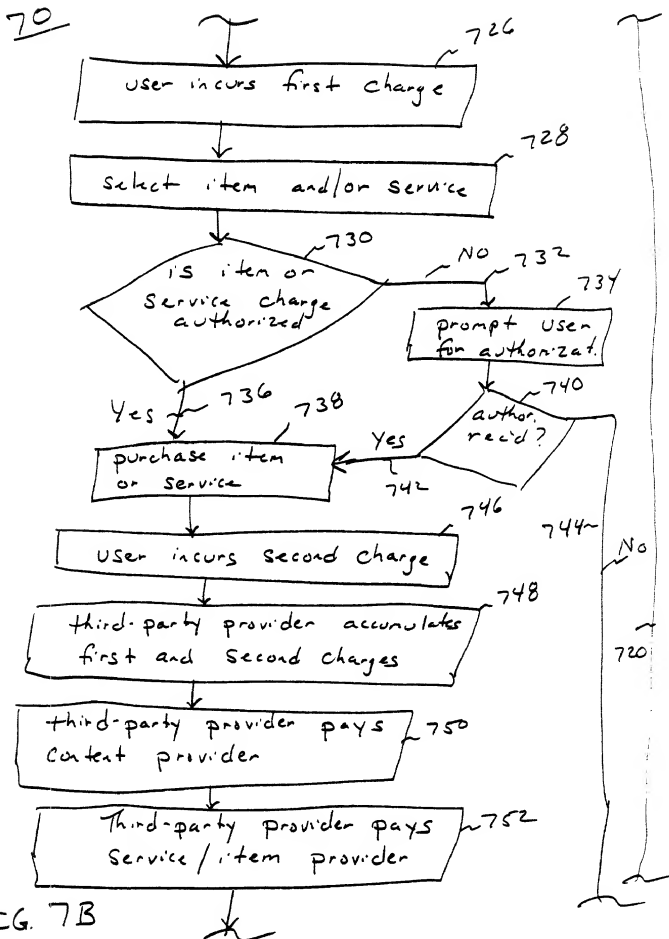 70
726
user incurs first charge
728
select item and/or service
730
is item or
service charge
authorized
NO
732
734
prompt user
for authorizat.
Yes
736
738
740
author.
rec'd?
Yes
742
purchase item
or service
746
744
No
720
user incurs second charge
748
third-party provider accumulates
first and second charges
750
third-party provider pays
content provider
752
Third-party provider pays
service/item provider
IG. 7B